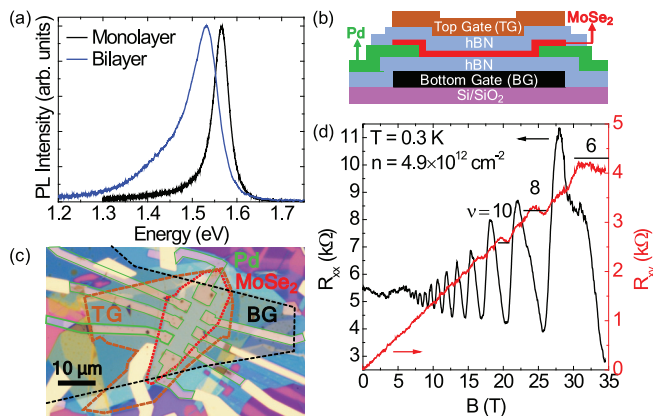 (a)
PL Intensity (arb. units)
Monolayer
Bilayer
1.2 1.3 1.4 1.5 1.6 1.7
Energy (eV)
(b)
MoSe₂
Pd
Top Gate (TG)
hBN
hBN
Bottom Gate (BG)
Si/SiO₂
(c)
Pd
MoSe₂
TG
BG
10 μm
(d)
T = 0.3 K
n = 4.9×10¹² cm⁻²
6
8
ν = 10
Rxx (kΩ)
11
10
9
8
7
6
5
4
3
Rxy (kΩ)
5
4
3
2
1
0
0 5 10 15 20 25 30 35
B (T)